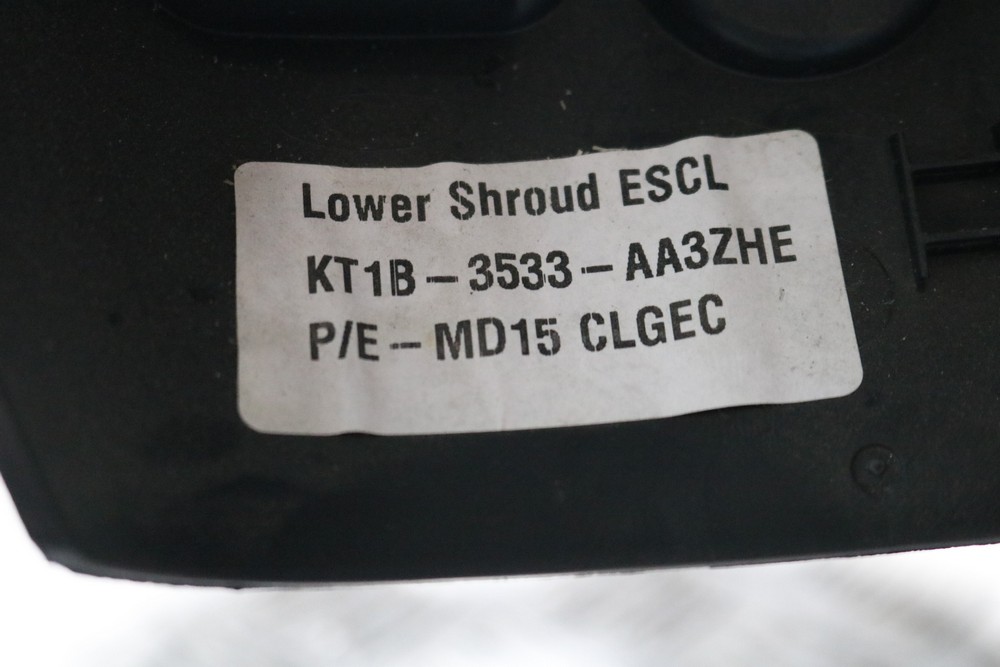 Lower Shroud ESCL
KT1B-3533-AA3ZHE
P/E-MD15 CLGEC